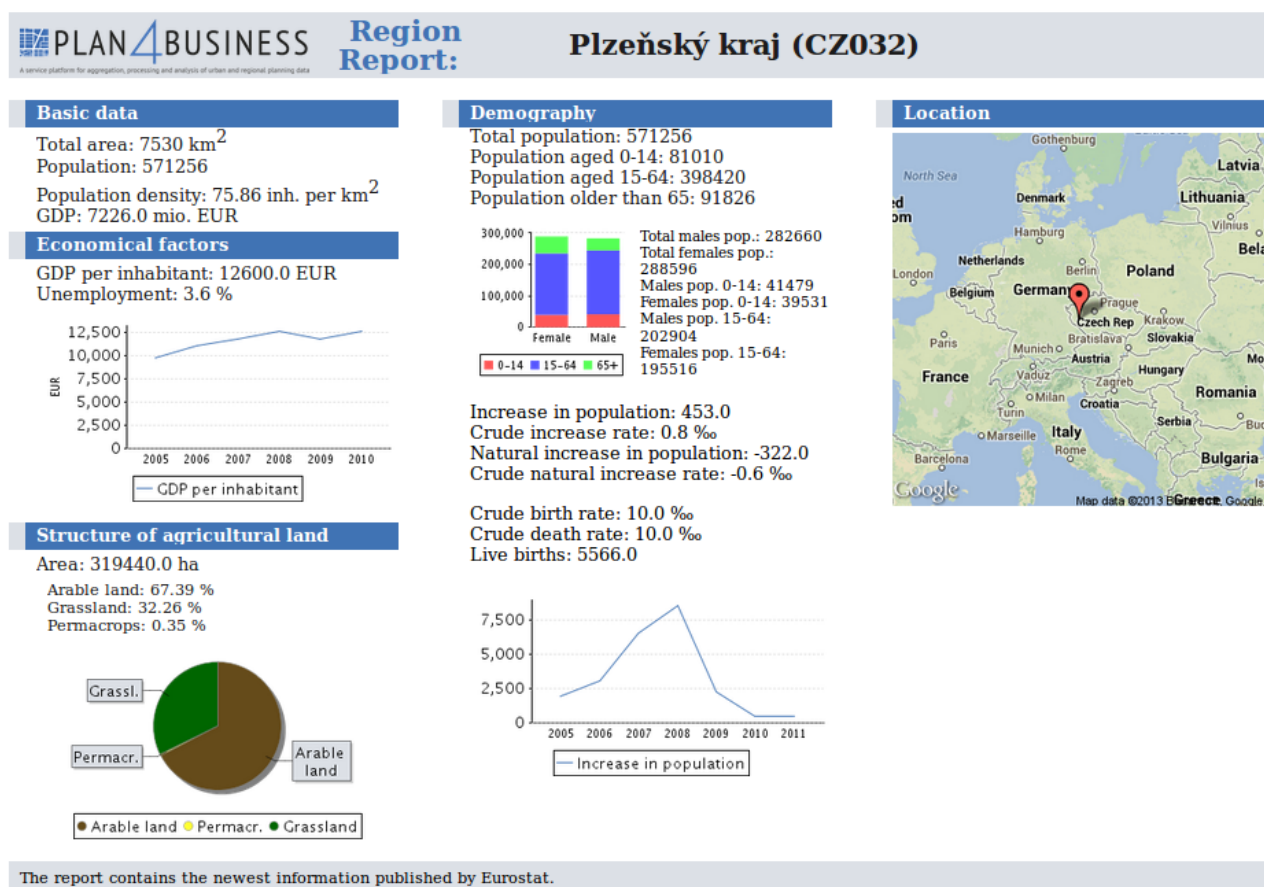 PLAN4BUSINESS
A service platform for aggregation, processing and analysis of urban and regional planning data
Region
Report:
Plzeňský kraj (CZ032)
Basic data
Total area: 7530 km2
Population: 571256
Population density: 75.86 inh. per km2
GDP: 7226.0 mio. EUR
Economical factors
GDP per inhabitant: 12600.0 EUR
Unemployment: 3.6 %
12,500
10,000
7,500
5,000
2,500
0
EUR
2005 2006 2007 2008 2009 2010
GDP per inhabitant
Structure of agricultural land
Area: 319440.0 ha
Arable land: 67.39 %
Grassland: 32.26 %
Permacrops: 0.35 %
Grassl.
Permacr.
Arable
land
Arable land Permacr. Grassland
Demography
Total population: 571256
Population aged 0-14: 81010
Population aged 15-64: 398420
Population older than 65: 91826
300,000
200,000
100,000
0
Female Male
0-14 15-64 65+
Total males pop.: 282660
Total females pop.:
288596
Males pop. 0-14: 41479
Females pop. 0-14: 39531
Males pop. 15-64:
202904
Females pop. 15-64:
195516
Increase in population: 453.0
Crude increase rate: 0.8 ‰
Natural increase in population: -322.0
Crude natural increase rate: -0.6 ‰
Crude birth rate: 10.0 ‰
Crude death rate: 10.0 ‰
Live births: 5566.0
7,500
5,000
2,500
0
2005 2006 2007 2008 2009 2010 2011
Increase in population
Location
Gothenburg
North Sea
Latvia
Denmark
Lithuania
ed
om
Vilnius
Hamburg
Bela
Netherlands
London
Berlin
Poland
Belgium
Germany
Prague
Czech Rep
Krakow
Paris
Bratislava
Slovakia
Munich
Austria
Mo
Vaduz
Hungary
France
Zagreb
Romania
Milan
Croatia
Turin
Serbia
Buc
Marseille
Italy
Rome
Barcelona
Bulgaria
Is
Google
Map data ©2013 Greece, Google
The report contains the newest information published by Eurostat.